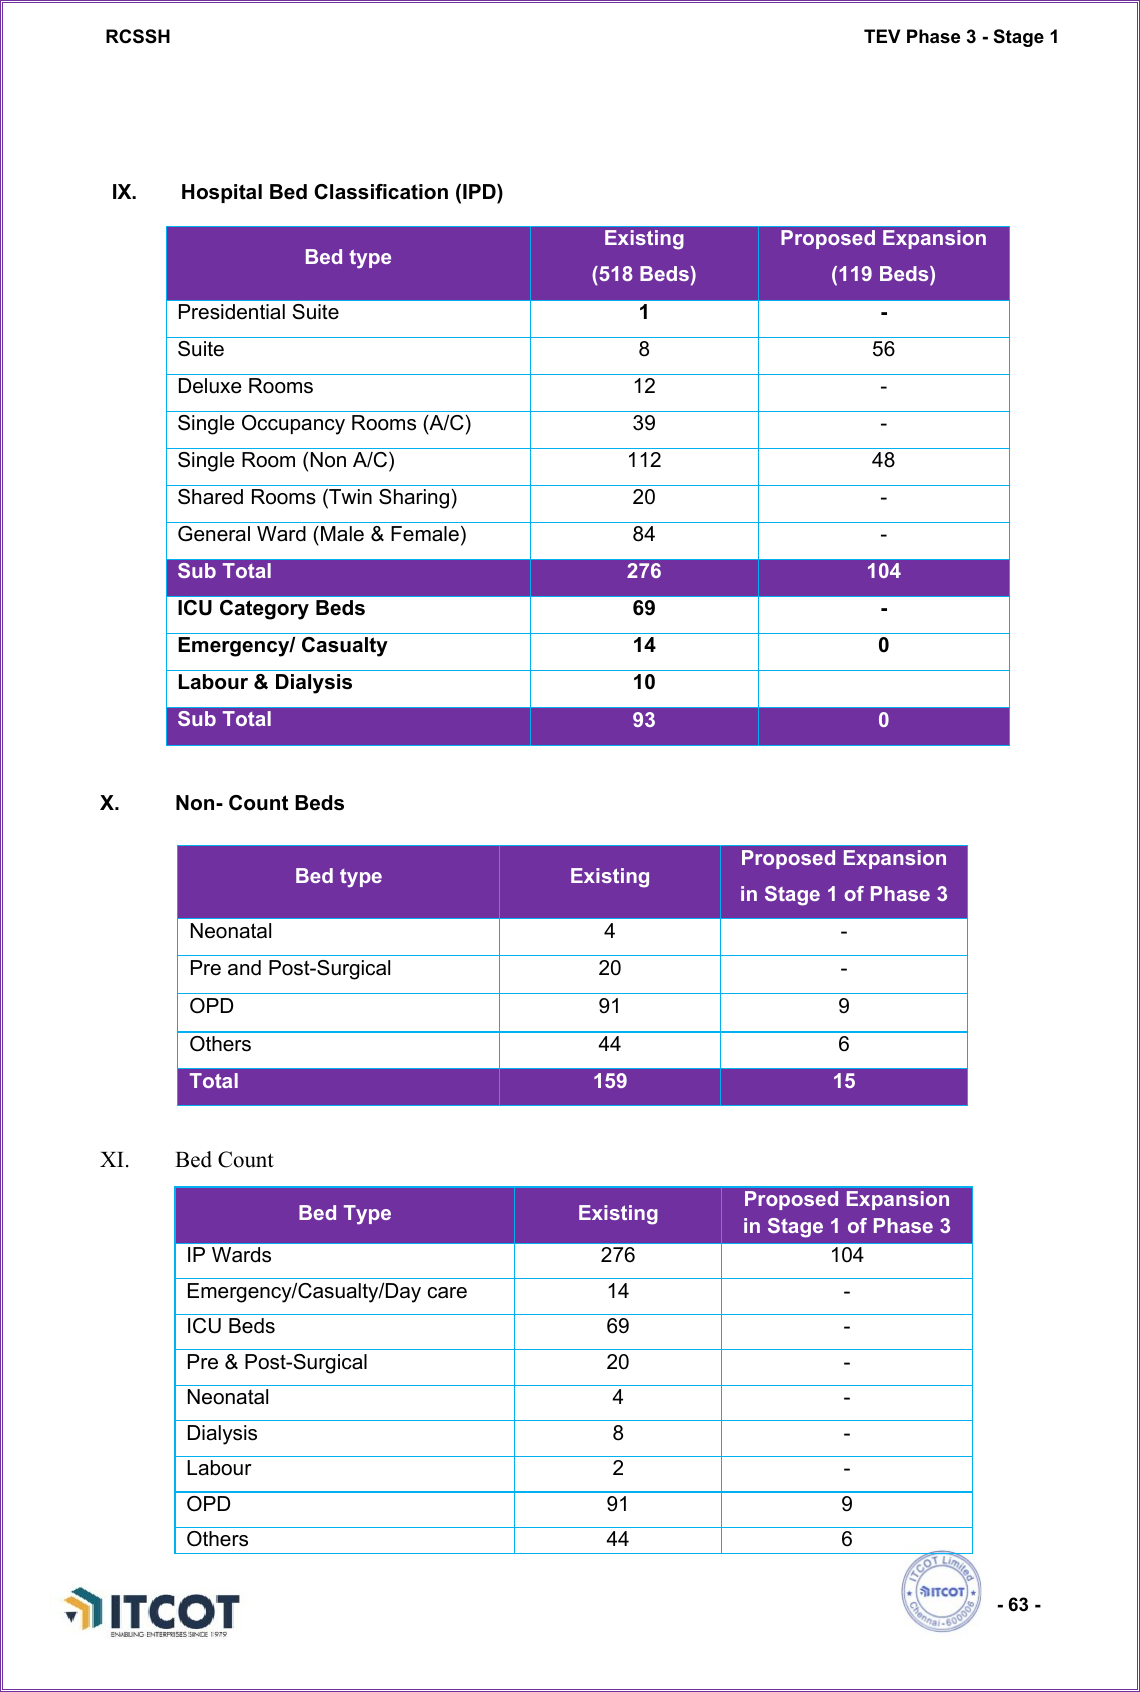 RCSSH TEV Phase 3 - Stage 1
IX. Hospital Bed Classification (IPD)
Bed type Existing (518 Beds) Proposed Expansion (119 Beds)
Presidential Suite 1 -
Suite 8 56
Deluxe Rooms 12 -
Single Occupancy Rooms (A/C) 39 -
Single Room (Non A/C) 112 48
Shared Rooms (Twin Sharing) 20 -
General Ward (Male & Female) 84 -
Sub Total 276 104
ICU Category Beds 69 -
Emergency/ Casualty 14 0
Labour & Dialysis 10
Sub Total 93 0
X. Non- Count Beds
Bed type Existing Proposed Expansion in Stage 1 of Phase 3
Neonatal 4 -
Pre and Post-Surgical 20 -
OPD 91 9
Others 44 6
Total 159 15
XI. Bed Count
Bed Type Existing Proposed Expansion in Stage 1 of Phase 3
IP Wards 276 104
Emergency/Casualty/Day care 14 -
ICU Beds 69 -
Pre & Post-Surgical 20 -
Neonatal 4 -
Dialysis 8 -
Labour 2 -
OPD 91 9
Others 44 6
ITCOT
ENABLING ENTERPRISES SINCE 1979
ITCOT Limited
ITCOT
Chennai-600006
- 63 -